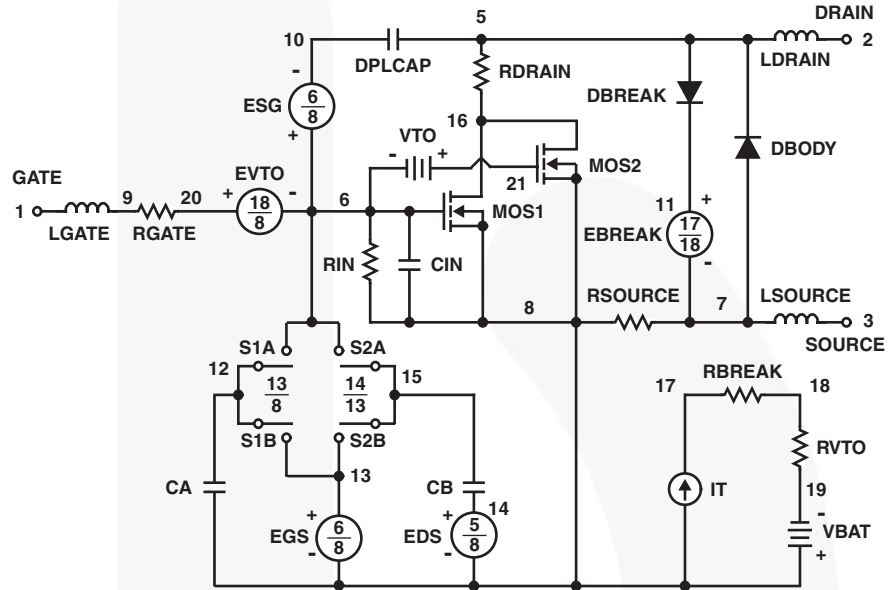 DRAIN
5
10
2
DPLCAP
LDRAIN
-
RDRAIN
DBREAK
6
8
ESG
16
+
VTO
- +
DBODY
MOS2
EVTO
GATE
21
+ -
9
20
18
8
6
11
+
1
MOS1
17
18
EBREAK
LGATE
RGATE
-
RIN
CIN
RSOURCE
LSOURCE
8
7
3
SOURCE
S1A
S2A
RBREAK
12
13
8
14
13
15
17
18
S1B
S2B
RVTO
13
CA
CB
IT
19
-
14
+
+
EGS
6
8
EDS
5
8
VBAT
-
-
+